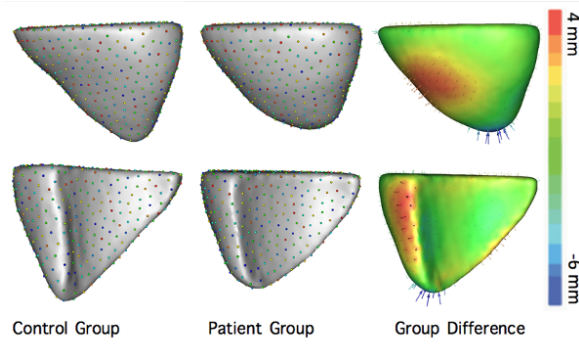 4 mm
-6 mm
Control Group
Patient Group
Group Difference